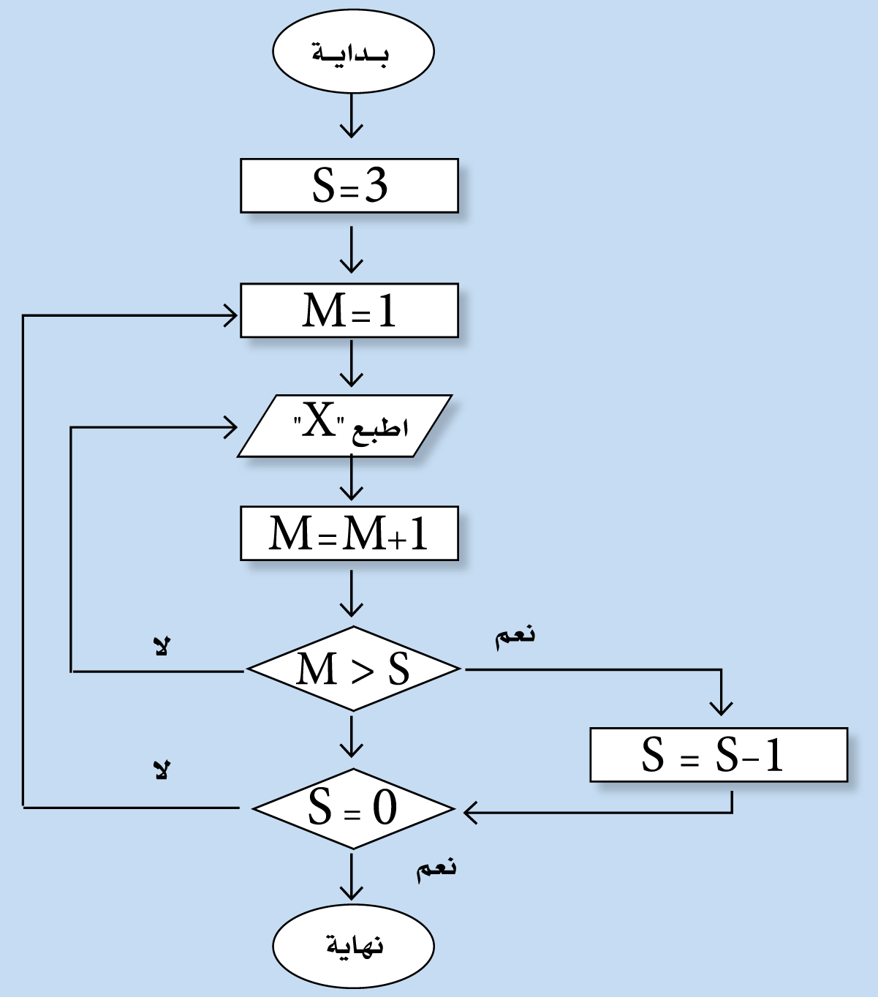 بداية
S=3
M=1
اطبع "X"
M=M+1
نعم
لا
M > S
S = S-1
لا
S = 0
نعم
نهاية